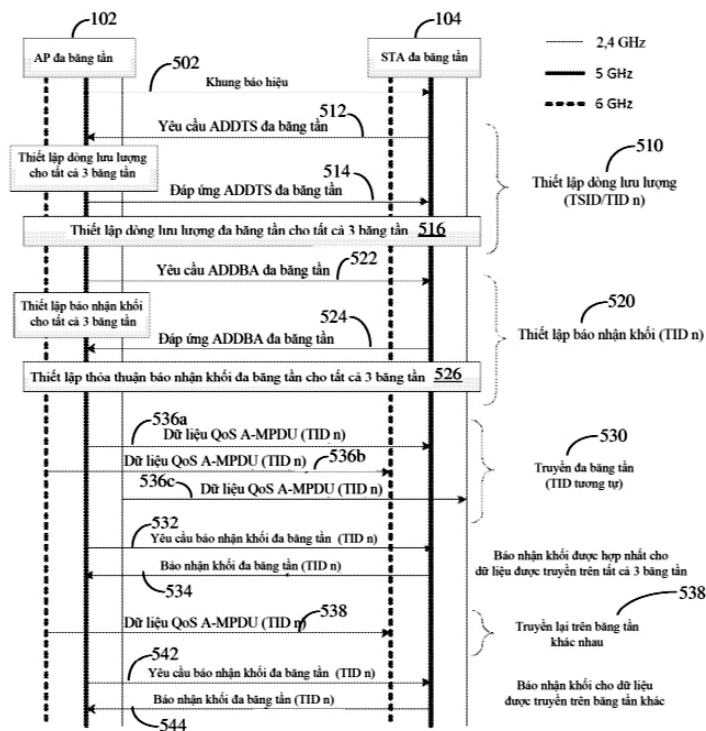 102
104
AP đa băng tần
STA đa băng tần
2,4 GHz
5 GHz
6 GHz
502
Khung báo hiệu
512
Yêu cầu ADDTS đa băng tần
Thiết lập dòng lưu lượng
cho tất cả 3 băng tần
514
Đáp ứng ADDTS đa băng tần
510
Thiết lập dòng lưu lượng
(TSID/TID n)
Thiết lập dòng lưu lượng đa băng tần cho tất cả 3 băng tần 516
522
Yêu cầu ADDBA đa băng tần
Thiết lập báo nhận khối
cho tất cả 3 băng tần
524
Đáp ứng ADDBA đa băng tần
520
Thiết lập báo nhận khối (TID n)
Thiết lập thỏa thuận báo nhận khối đa băng tần cho tất cả 3 băng tần 526
536a
Dữ liệu QoS A-MPDU (TID n)
Dữ liệu QoS A-MPDU (TID n) 536b
536c
Dữ liệu QoS A-MPDU (TID n)
530
Truyền đa băng tần
(TID tương tự)
532
Yêu cầu báo nhận khối đa băng tần (TID n)
Báo nhận khối đa băng tần (TID n)
534
Báo nhận khối được hợp nhất cho
dữ liệu được truyền trên tất cả 3 băng tần
538
Dữ liệu QoS A-MPDU (TID n)
538
Truyền lại trên băng tần
khác nhau
542
Yêu cầu báo nhận khối đa băng tần (TID n)
Báo nhận khối đa băng tần (TID n)
544
Báo nhận khối cho dữ liệu
được truyền trên băng tần khác